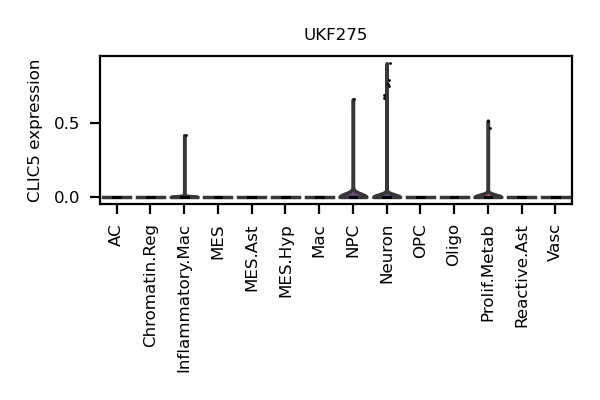 UKF275
CLIC5 expression
0.5
0.0
AC
Chromatin.Reg
Inflammatory.Mac
MES
MES.Ast
MES.Hyp
Mac
NPC
Neuron
OPC
Oligo
Prolif.Metab
Reactive.Ast
Vasc